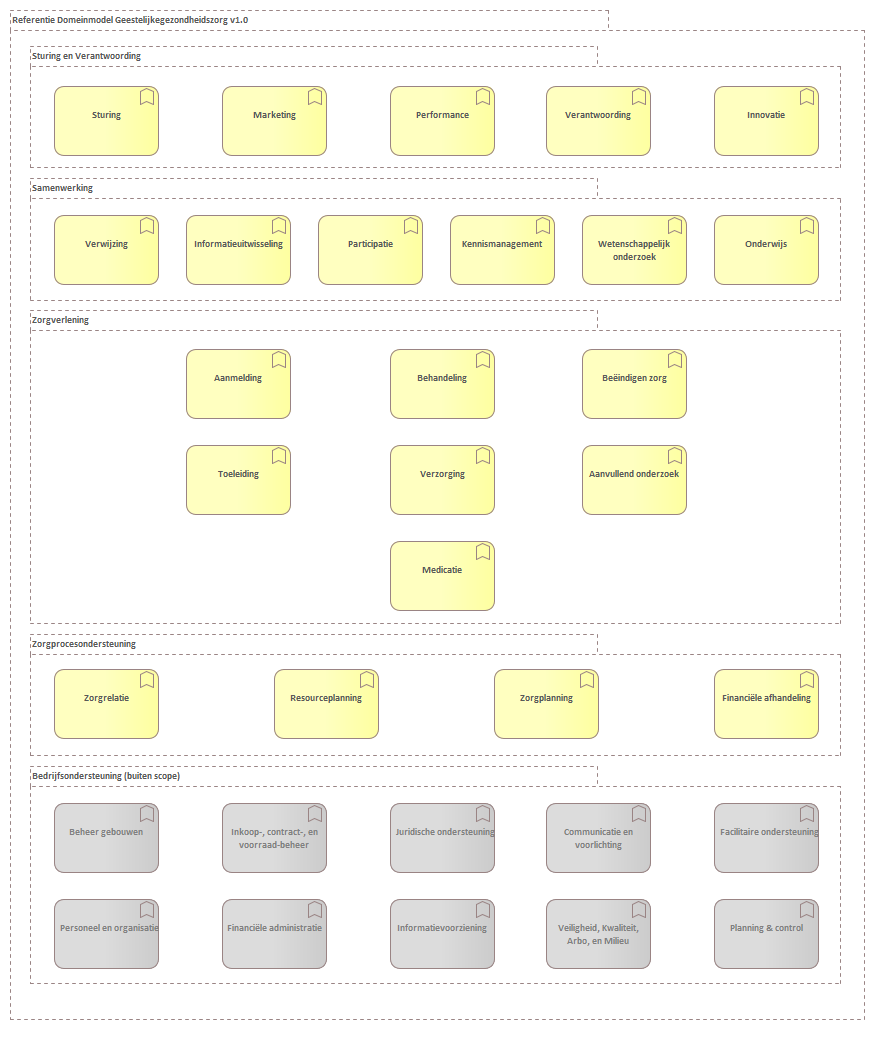 Referentie Domeinmodel Geestelijkegezondheidszorg v1.0
Sturing en Verantwoording
Sturing
Marketing
Performance
Verantwoording
Innovatie
Samenwerking
Verwijzing
Informatieuitwisseling
Participatie
Kennismanagement
Wetenschappelijk
onderzoek
Onderwijs
Zorgverlening
Aanmelding
Behandeling
Beëindigen zorg
Toeleiding
Verzorging
Aanvullend onderzoek
Medicatie
Zorgprocesondersteuning
Zorgrelatie
Resourceplanning
Zorgplanning
Financiële afhandeling
Bedrijfsondersteuning (buiten scope)
Beheer gebouwen
Inkoop-, contract-, en
voorraad-beheer
Juridische ondersteuning
Communicatie en
voorlichting
Facilitaire ondersteuning
Personeel en organisatie
Financiële administratie
Informatievoorziening
Veiligheid, Kwaliteit,
Arbo, en Milieu
Planning & control